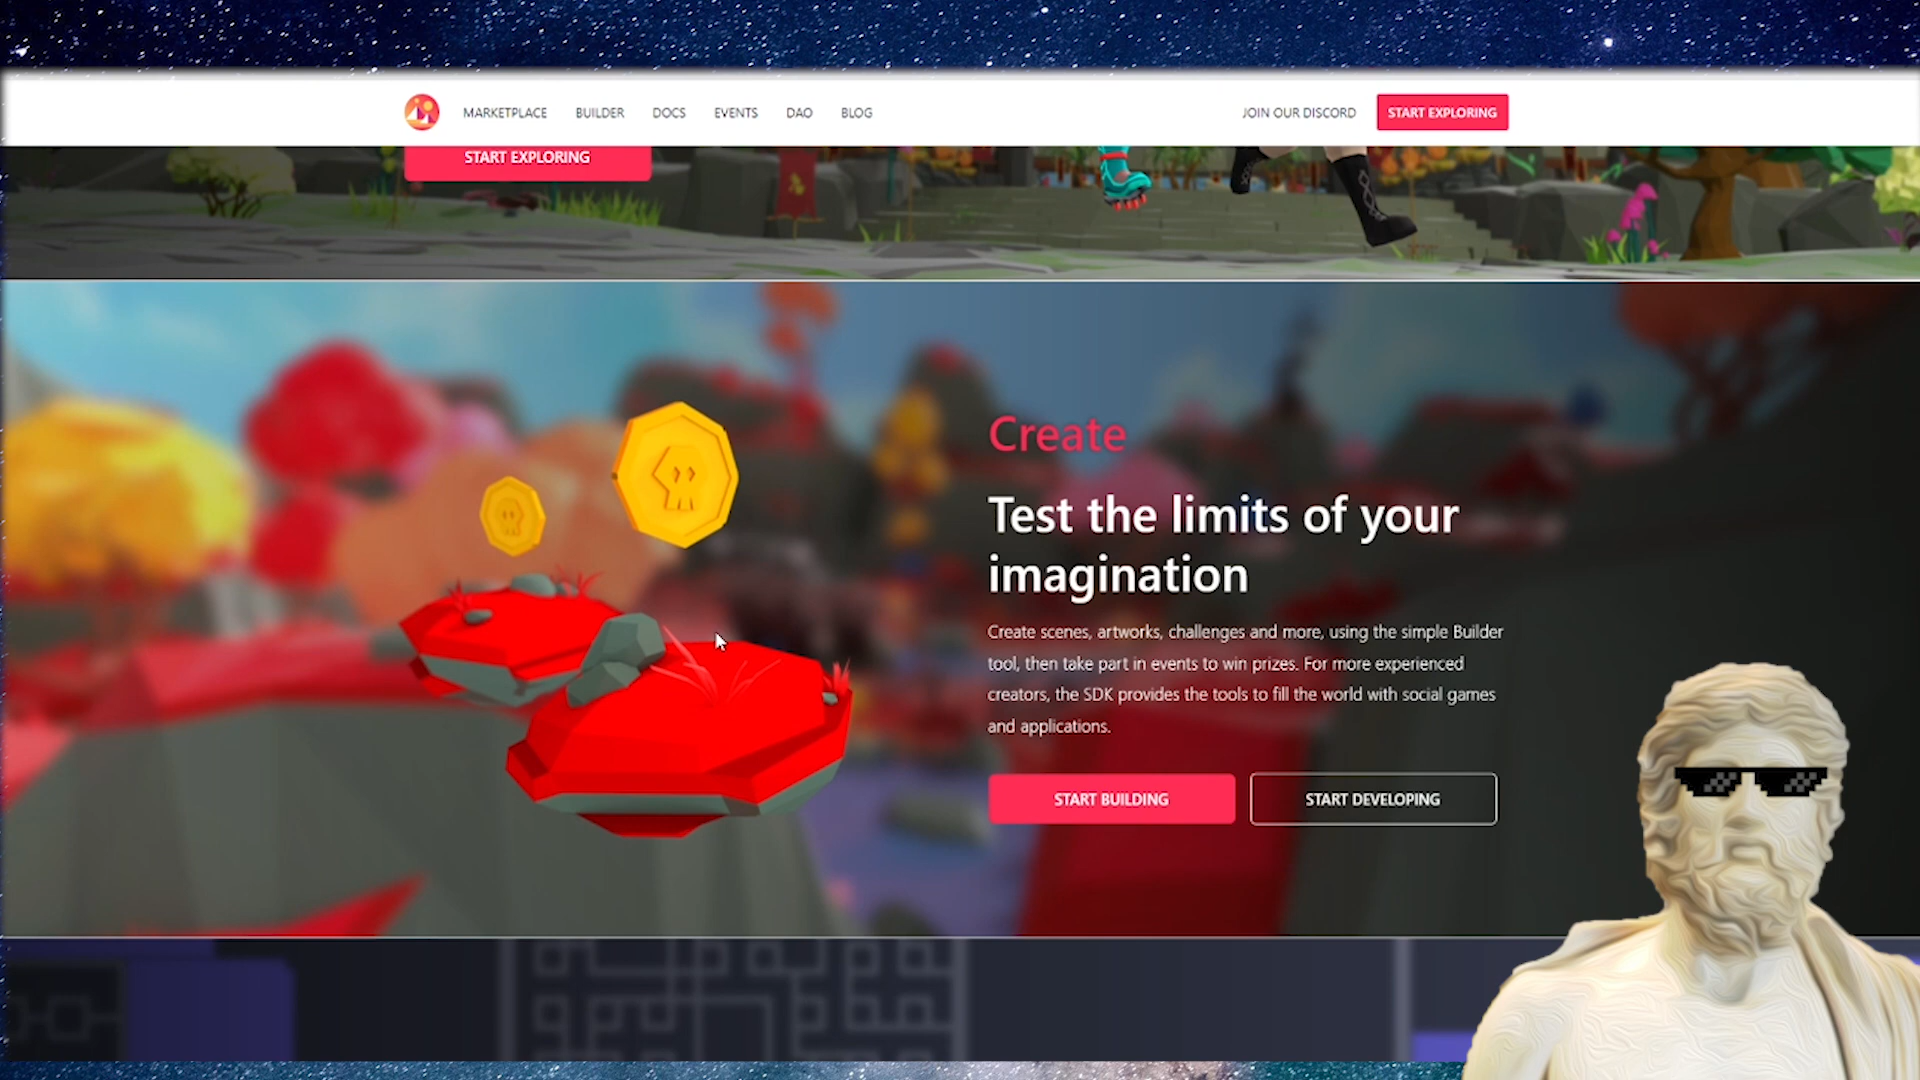 MARKETPLACE BUILDER DOCS EVENTS DAO BLOG JOIN OUR DISCORD START EXPLORING
START EXPLORING
Create
Test the limits of your
imagination
Create scenes, artworks, challenges and more, using the simple Builder
tool, then take part in events to win prizes. For more experienced
creators, the SDK provides the tools to fill the world with social games
and applications.
START BUILDING START DEVELOPING